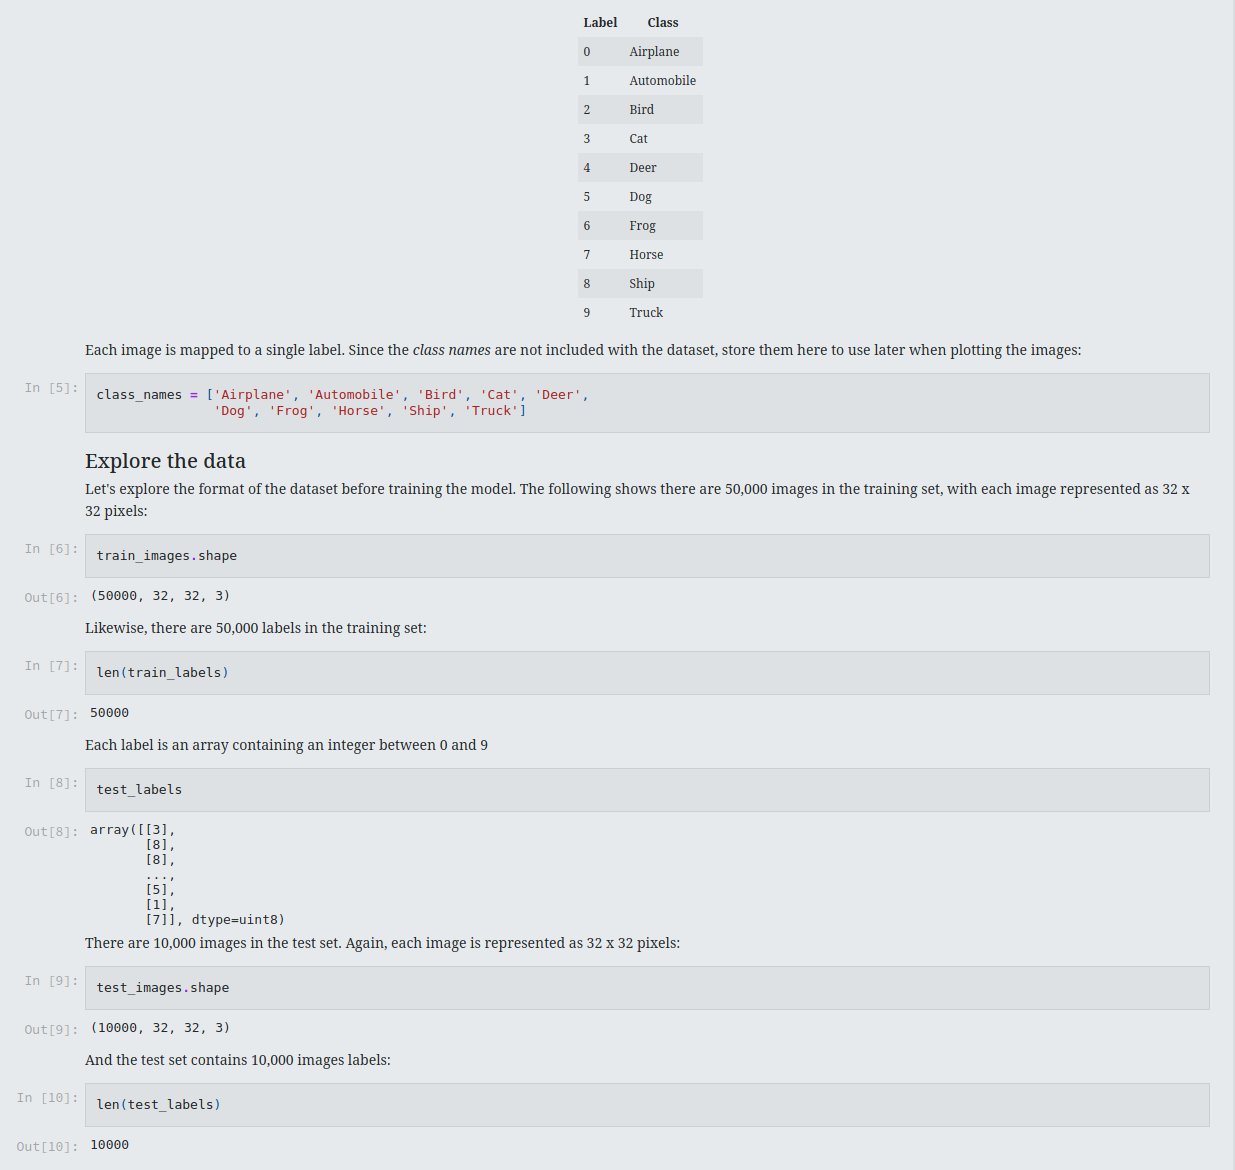 Label Class
0 Airplane
1 Automobile
2 Bird
3 Cat
4 Deer
5 Dog
6 Frog
7 Horse
8 Ship
9 Truck
Each image is mapped to a single label. Since the class names are not included with the dataset, store them here to use later when plotting the images:
In [5]: class_names = ['Airplane', 'Automobile', 'Bird', 'Cat', 'Deer',
'Dog', 'Frog', 'Horse', 'Ship', 'Truck']
Explore the data
Let's explore the format of the dataset before training the model. The following shows there are 50,000 images in the training set, with each image represented as 32 x
32 pixels:
In [6]: train_images.shape
Out[6]: (50000, 32, 32, 3)
Likewise, there are 50,000 labels in the training set:
In [7]: len(train_labels)
Out[7]: 50000
Each label is an array containing an integer between 0 and 9
In [8]: test_labels
Out[8]: array([[3],
[8],
[8],
...,
[5],
[1],
[7]], dtype=uint8)
There are 10,000 images in the test set. Again, each image is represented as 32 x 32 pixels:
In [9]: test_images.shape
Out[9]: (10000, 32, 32, 3)
And the test set contains 10,000 images labels:
In [10]: len(test_labels)
Out[10]: 10000